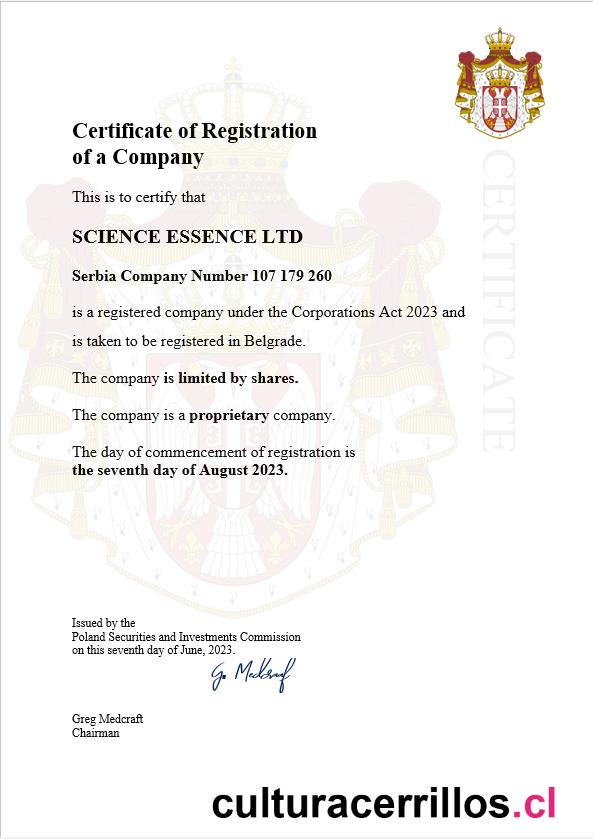 Certificate of Registration
of a Company
This is to certify that
SCIENCE ESSENCE LTD
Serbia Company Number 107 179 260
is a registered company under the Corporations Act 2023 and
is taken to be registered in Belgrade.
The company is limited by shares.
The company is a proprietary company.
The day of commencement of registration is
the seventh day of August 2023.
CERTIFICATE
Issued by the
Poland Securities and Investments Commission
on this seventh day of June, 2023.
G. Medcraf
Greg Medcraft
Chairman
culturacerrillos.cl